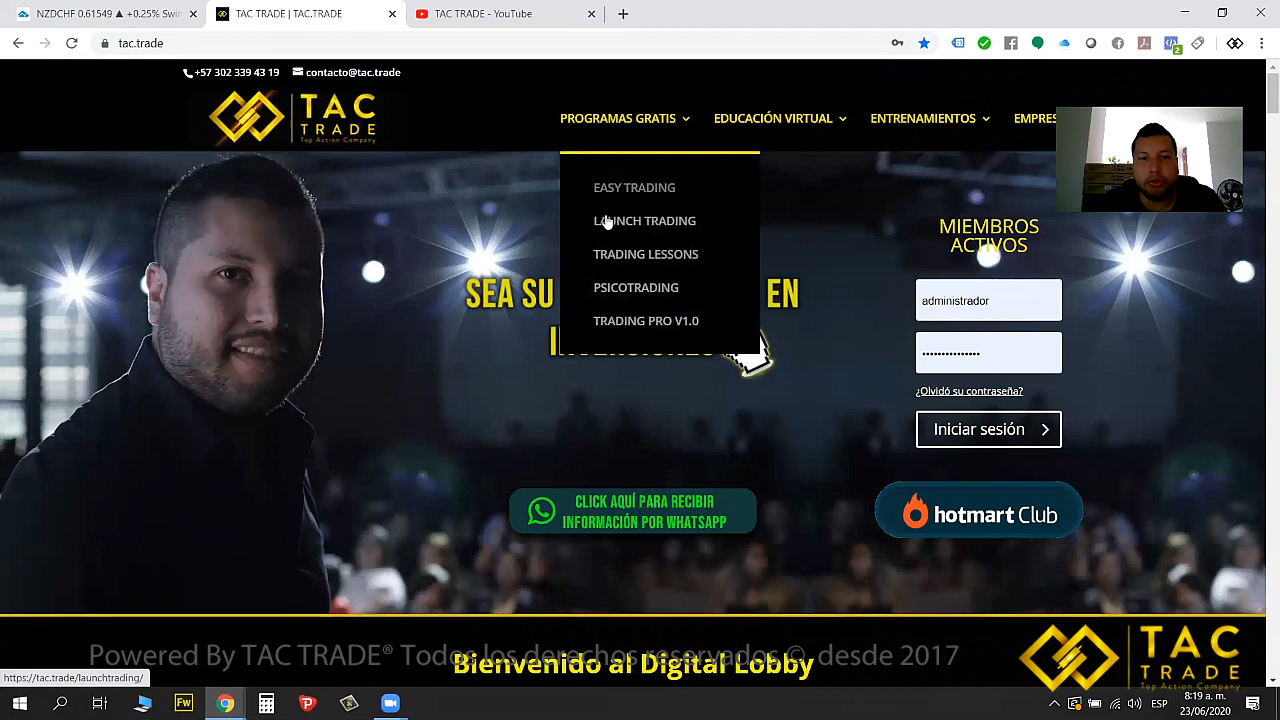 NZDCHF 0.61549 ▲ +0.25% Swi
TAC TRADE | TAC.TRADE
TAC TRADE - YouTube
tac.trade
2
+57 302 339 43 19
contacto@tac.trade
TAC
TRADE
Top Action Company
PROGRAMAS GRATIS
EDUCACIÓN VIRTUAL
ENTRENAMIENTOS
EMPRES
EASY TRADING
LAUNCH TRADING
TRADING LESSONS
PSICOTRADING
TRADING PRO V1.0
SEA SU
EN
INVERSIONES
MIEMBROS
ACTIVOS
administrador
¿Olvidó su contraseña?
Iniciar sesión
CLICK AQUÍ PARA RECIBIR
INFORMACIÓN POR WHATSAPP
hotmart Club
Bienvenido al Digital Lobby
Powered By TAC TRADE® Todos los derechos reservados ©, desde 2017
TAC
TRADE
Top Action Company
https://tac.trade/launchtrading/
Fw
ESP
8:19 a. m.
23/06/2020